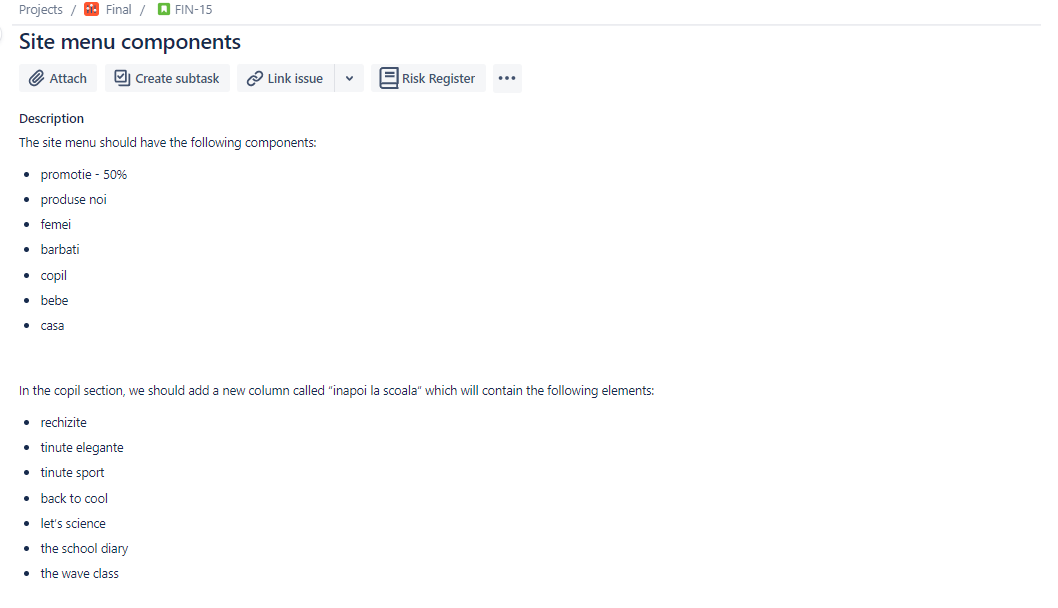 Projects / Final / FIN-15
Site menu components
Attach Create subtask Link issue Risk Register
Description
The site menu should have the following components:
promotie - 50%
produse noi
femei
barbati
copil
bebe
casa
In the copil section, we should add a new column called “inapoi la scoala” which will contain the following elements:
rechizite
tinute elegante
tinute sport
back to cool
let’s science
the school diary
the wave class